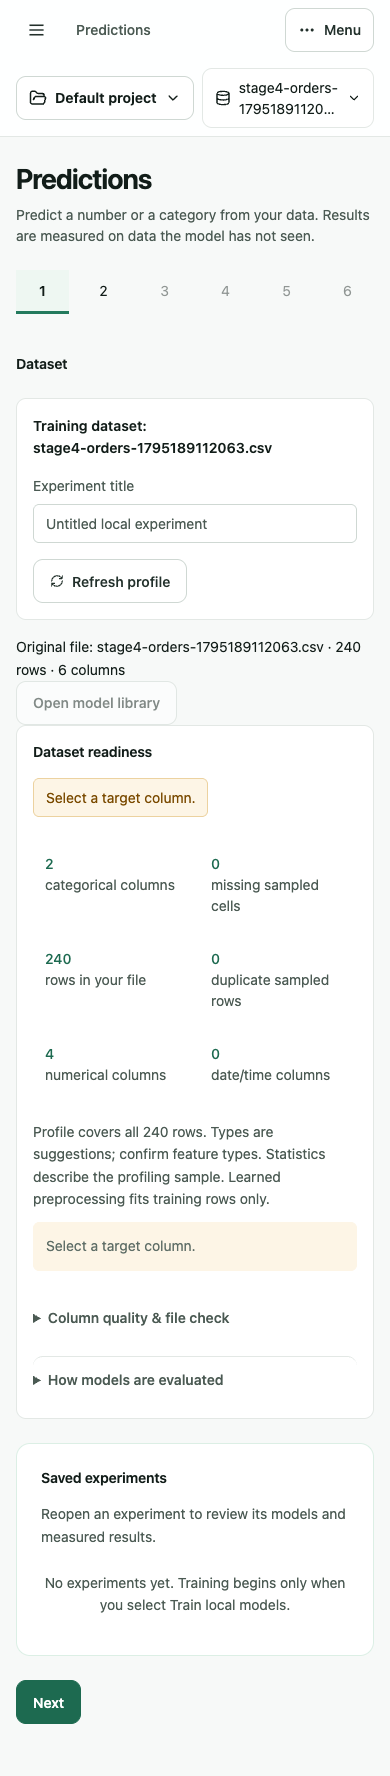 Predictions
Menu
Default project
stage4-orders-
17951891120...
Predictions
Predict a number or a category from your data. Results
are measured on data the model has not seen.
1 2 3 4 5 6
Dataset
Training dataset:
stage4-orders-1795189112063.csv
Experiment title
Untitled local experiment
Refresh profile
Original file: stage4-orders-1795189112063.csv · 240
rows · 6 columns
Open model library
Dataset readiness
Select a target column.
2
categorical columns
0
missing sampled
cells
240
rows in your file
0
duplicate sampled
rows
4
numerical columns
0
date/time columns
Profile covers all 240 rows. Types are
suggestions; confirm feature types. Statistics
describe the profiling sample. Learned
preprocessing fits training rows only.
Select a target column.
Column quality & file check
How models are evaluated
Saved experiments
Reopen an experiment to review its models and
measured results.
No experiments yet. Training begins only when
you select Train local models.
Next